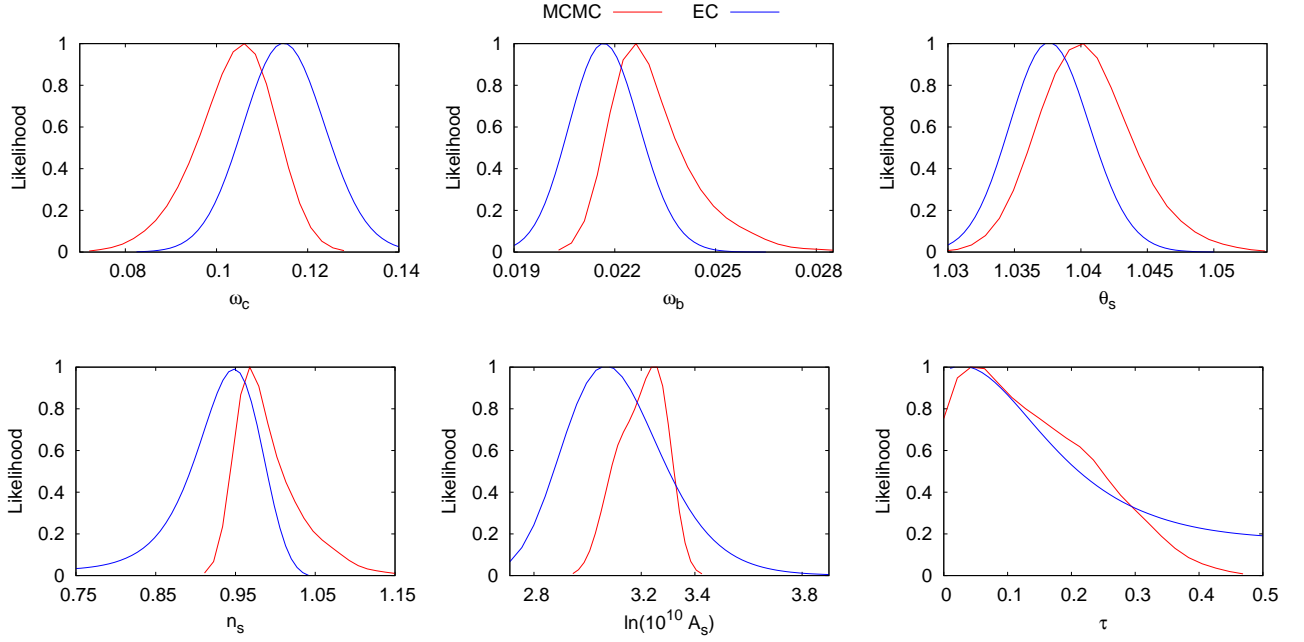 MCMC EC
Likelihood
1
0.8
0.6
0.4
0.2
0
0.08 0.1 0.12 0.14
ω_c
Likelihood
1
0.8
0.6
0.4
0.2
0
0.019 0.022 0.025 0.028
ω_b
Likelihood
1
0.8
0.6
0.4
0.2
0
1.03 1.035 1.04 1.045 1.05
θ_s
Likelihood
1
0.8
0.6
0.4
0.2
0
0.75 0.85 0.95 1.05 1.15
n_s
Likelihood
1
0.8
0.6
0.4
0.2
0
2.8 3.2 3.4 3.8
ln(10^10 A_s)
Likelihood
1
0.8
0.6
0.4
0.2
0
0 0.1 0.2 0.3 0.4 0.5
τ